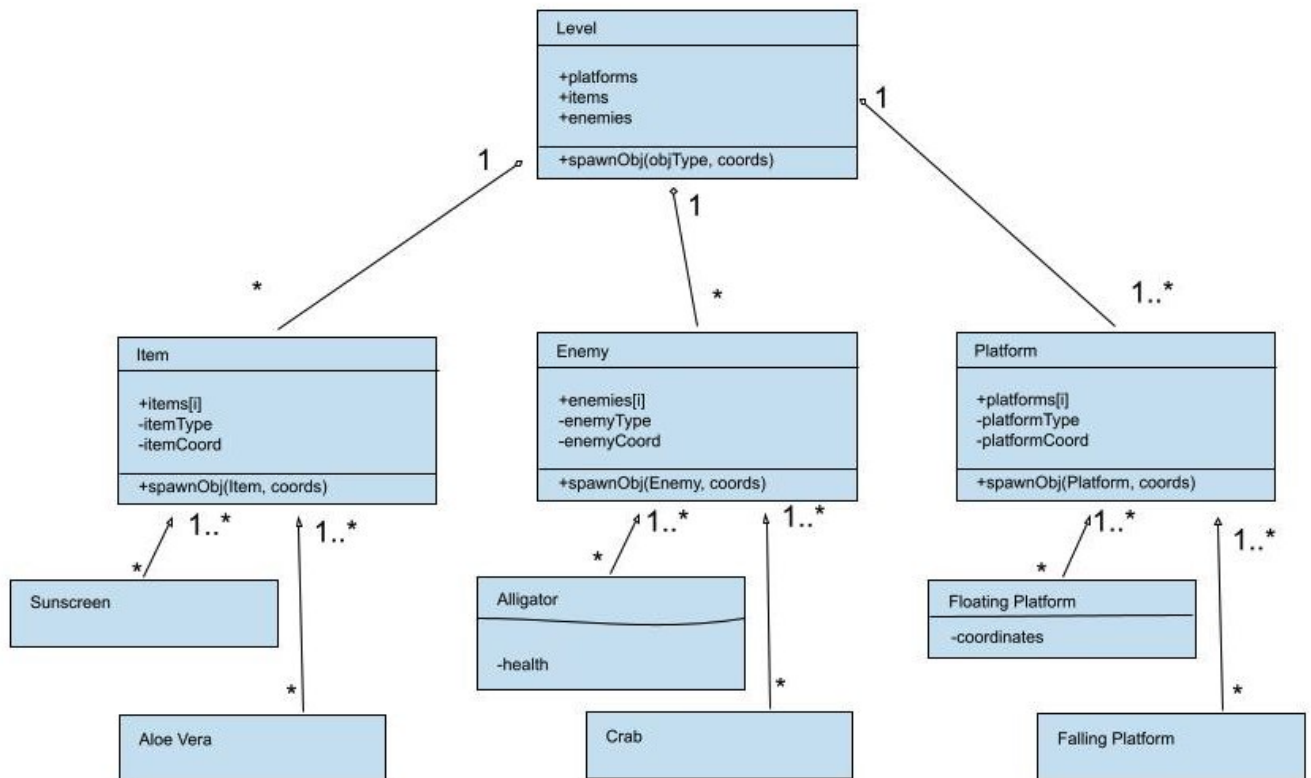 Level
+platforms
+items
+enemies
+spawnObj(objType, coords)
1
1
1
*
*
1..*
Item
+items[i]
-itemType
-itemCoord
+spawnObj(Item, coords)
Enemy
+enemies[i]
-enemyType
-enemyCoord
+spawnObj(Enemy, coords)
Platform
+platforms[i]
-platformType
-platformCoord
+spawnObj(Platform, coords)
1..*
1..*
1..*
1..*
1..*
1..*
*
*
*
Sunscreen
Alligator
-health
Floating Platform
-coordinates
*
*
*
Aloe Vera
Crab
Falling Platform